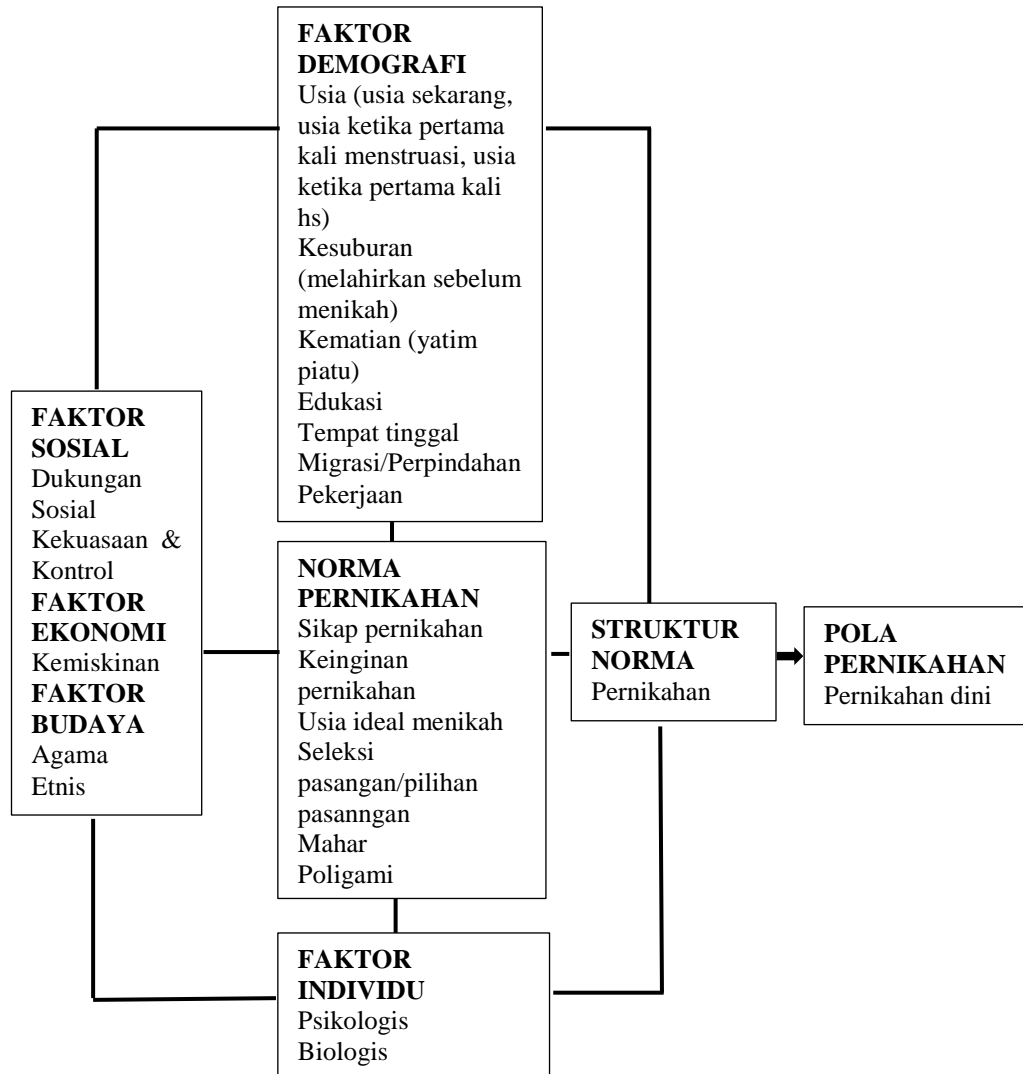 FAKTOR
DEMOGRAFI
Usia (usia sekarang,
usia ketika pertama
kali menstruasi, usia
ketika pertama kali
hs)
Kesuburan
(melahirkan sebelum
menikah)
Kematian (yatim
piatu)
Edukasi
Tempat tinggal
Migrasi/Perpindahan
Pekerjaan
FAKTOR
SOSIAL
Dukungan
Sosial
Kekuasaan &
Kontrol
FAKTOR
EKONOMI
Kemiskinan
FAKTOR
BUDAYA
Agama
Etnis
NORMA
PERNIKAHAN
Sikap pernikahan
Keinginan
pernikahan
Usia ideal menikah
Seleksi
pasangan/pilihan
pasanngan
Mahar
Poligami
STRUKTUR
NORMA
Pernikahan
POLA
PERNIKAHAN
Pernikahan dini
FAKTOR
INDIVIDU
Psikologis
Biologis